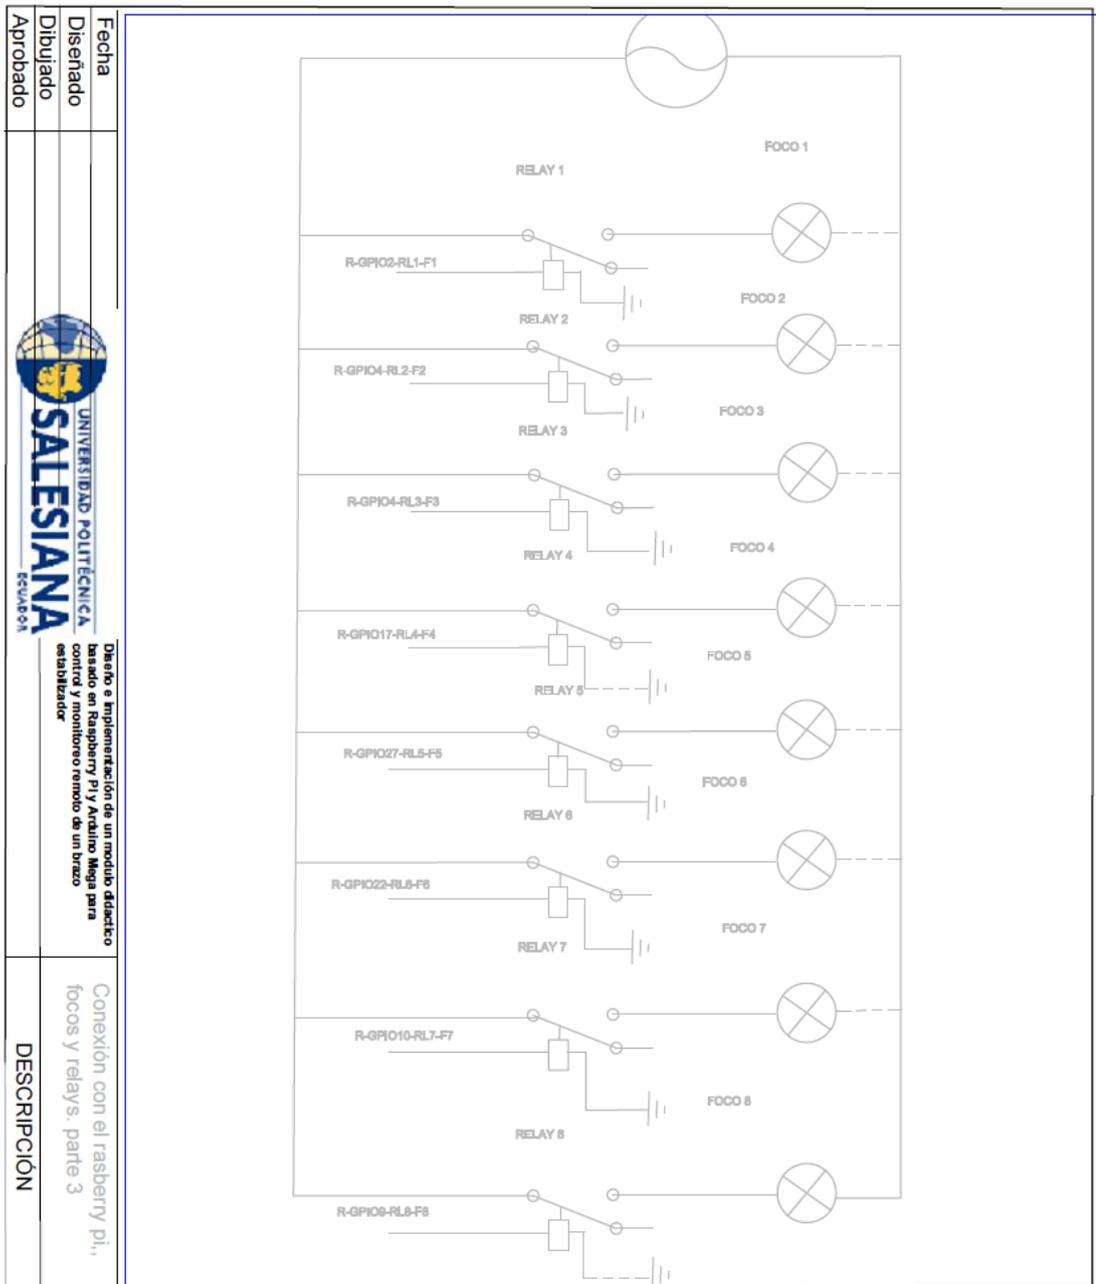 Fecha
Diseñado
Dibujado
Aprobado
UNIVERSIDAD POLITÉCNICA
SALESIANA
ECUADOR
Diseño e implementación de un modulo didactico
basado en Raspberry Pi y Arduino Mega para
control y monitoreo remoto de un brazo
estabilizador
Conexión con el rasberry pi,,
focos y relays. parte 3
DESCRIPCIÓN
FOCO 1
RELAY 1
R-GPIO2-RL1-F1
FOCO 2
RELAY 2
R-GPIO4-RL2-F2
FOCO 3
RELAY 3
R-GPIO4-RL3-F3
FOCO 4
RELAY 4
R-GPIO17-RL4-F4
FOCO 5
RELAY 5
R-GPIO27-RL5-F5
FOCO 6
RELAY 6
R-GPIO22-RL6-F6
FOCO 7
RELAY 7
R-GPIO10-RL7-F7
FOCO 8
RELAY 8
R-GPIO9-RL8-F8